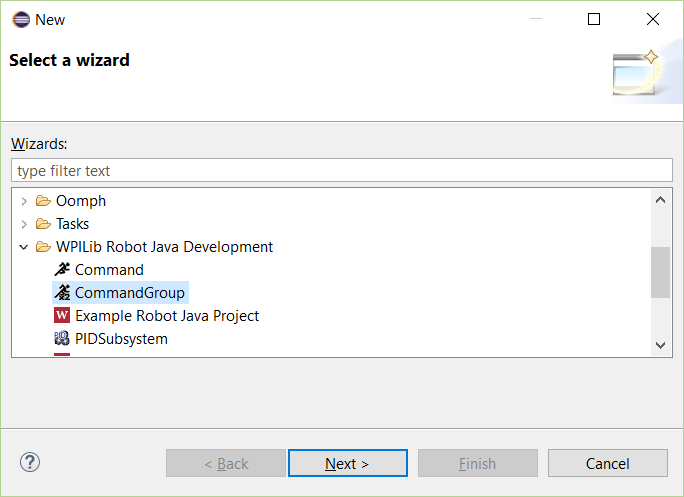 New
Select a wizard
Wizards:
type filter text
Oomph
Tasks
WPILib Robot Java Development
Command
CommandGroup
W Example Robot Java Project
PIDSubsystem
?
< Back
Next >
Finish
Cancel